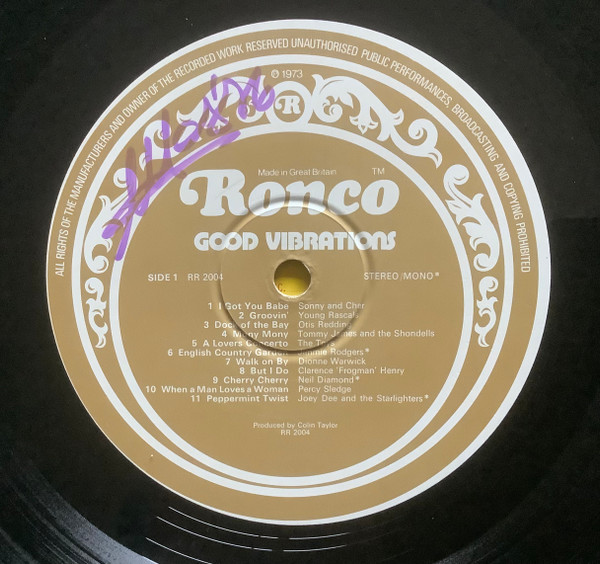 ALL RIGHTS OF THE MANUFACTURERS AND OWNER OF THE RECORDED WORK RESERVED UNAUTHORISED PUBLIC PERFORMANCES, BROADCASTING AND COPYING PROHIBITED
℗ 1973
R
Made in Great Britain
Ronco TM
GOOD VIBRATIONS
SIDE 1 RR 2004 STEREO/MONO*
1 I Got You Babe Sonny and Cher
2 Groovin' Young Rascals
3 Dock of the Bay Otis Redding
4 Mony Mony Tommy James and the Shondells
5 A Lovers Concerto The
6 English Country Garden Jimmie Rodgers*
7 Walk on By Dionne Warwick
8 But I Do Clarence 'Frogman' Henry
9 Cherry Cherry Neil Diamond*
10 When a Man Loves a Woman Percy Sledge
11 Peppermint Twist Joey Dee and the Starlighters*
Produced by Colin Taylor
RR 2004